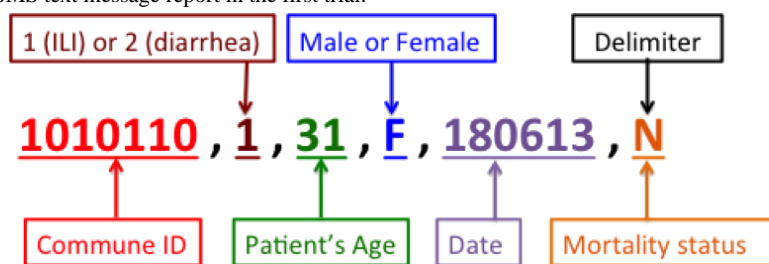 SMS text message report in the first trial.
1 (ILI) or 2 (diarrhea) Male or Female Delimiter
1010110 , 1 , 31 , F , 180613 , N
Commune ID Patient's Age Date Mortality status